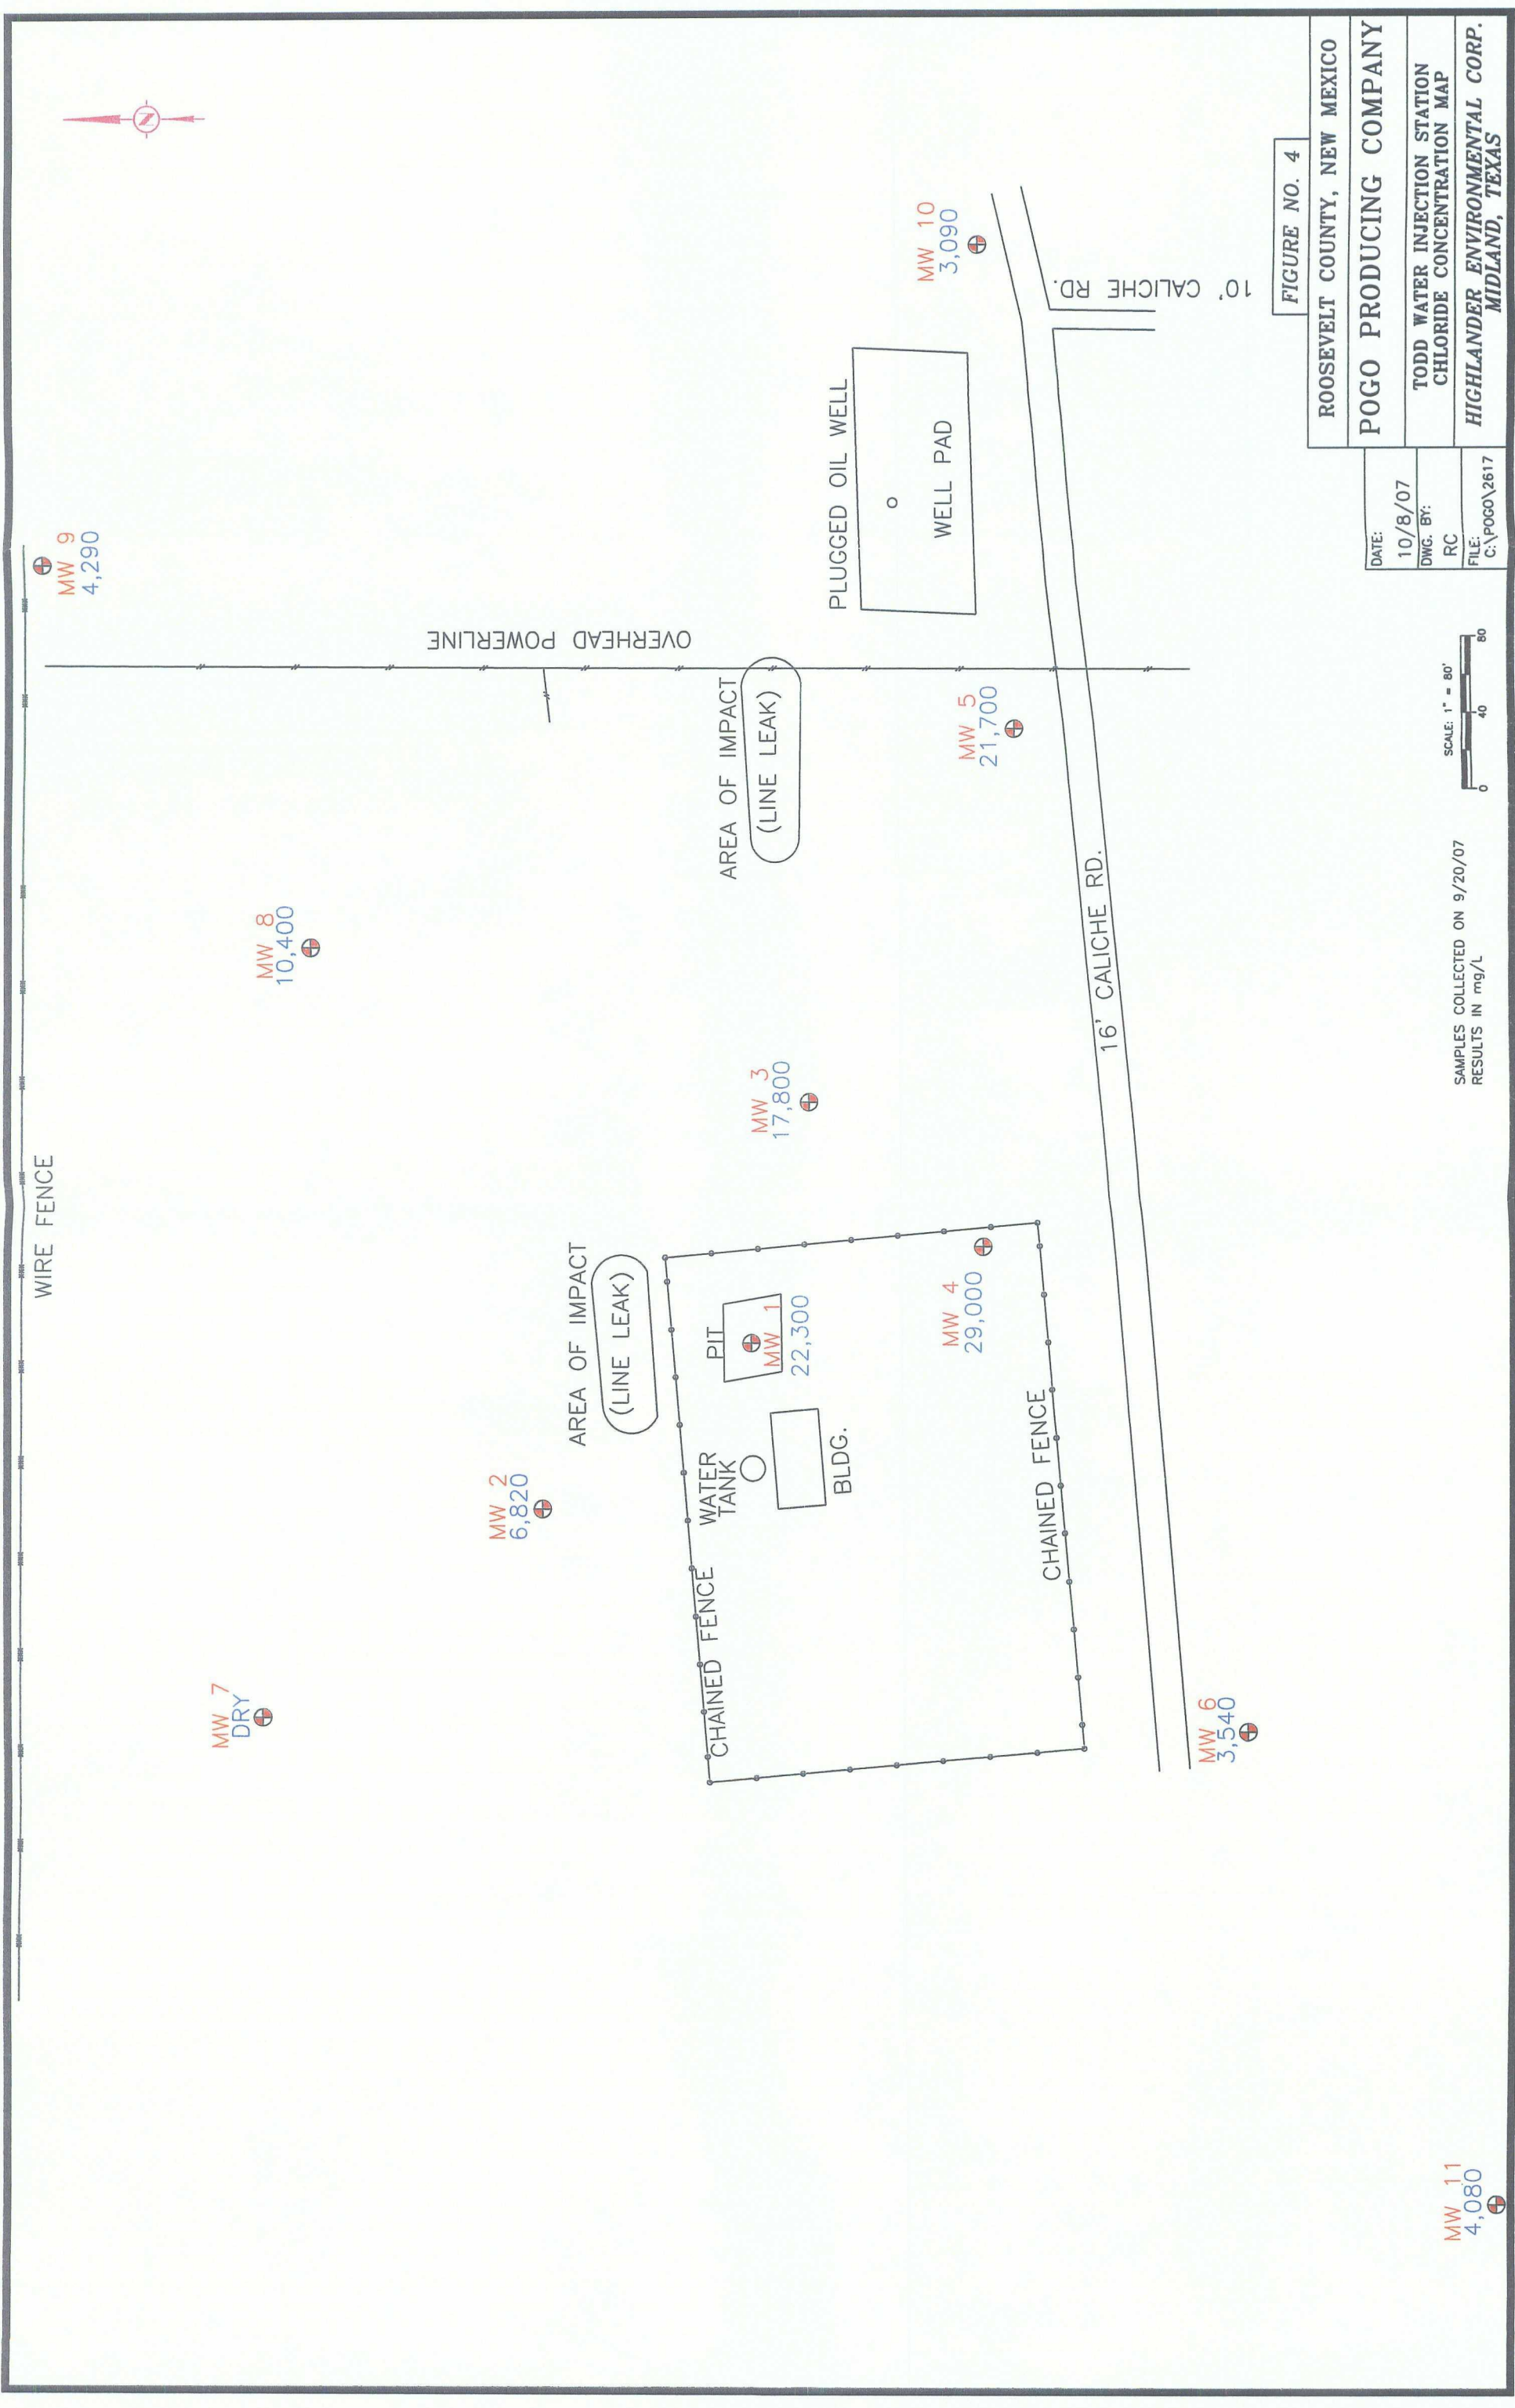 N
WIRE FENCE
MW 9
4,290
MW 7
DRY
MW 8
10,400
OVERHEAD POWERLINE
MW 2
6,820
AREA OF IMPACT
(LINE LEAK)
AREA OF IMPACT
(LINE LEAK)
MW 3
17,800
PLUGGED OIL WELL
WELL PAD
MW 10
3,090
CHAINED FENCE
WATER
TANK
BLDG.
PIT
MW 1
22,300
MW 4
29,000
MW 5
21,700
CHAINED FENCE
16' CALICHE RD.
10' CALICHE RD.
MW 6
3,540
MW 11
4,080
SAMPLES COLLECTED ON 9/20/07
RESULTS IN mg/L
SCALE: 1" = 80'
0 40 80
FIGURE NO. 4
ROOSEVELT COUNTY, NEW MEXICO
POGO PRODUCING COMPANY
TODD WATER INJECTION STATION
CHLORIDE CONCENTRATION MAP
HIGHLANDER ENVIRONMENTAL CORP.
MIDLAND, TEXAS
DATE:
10/8/07
DWG. BY:
RC
FILE:
C:\POGO\2617